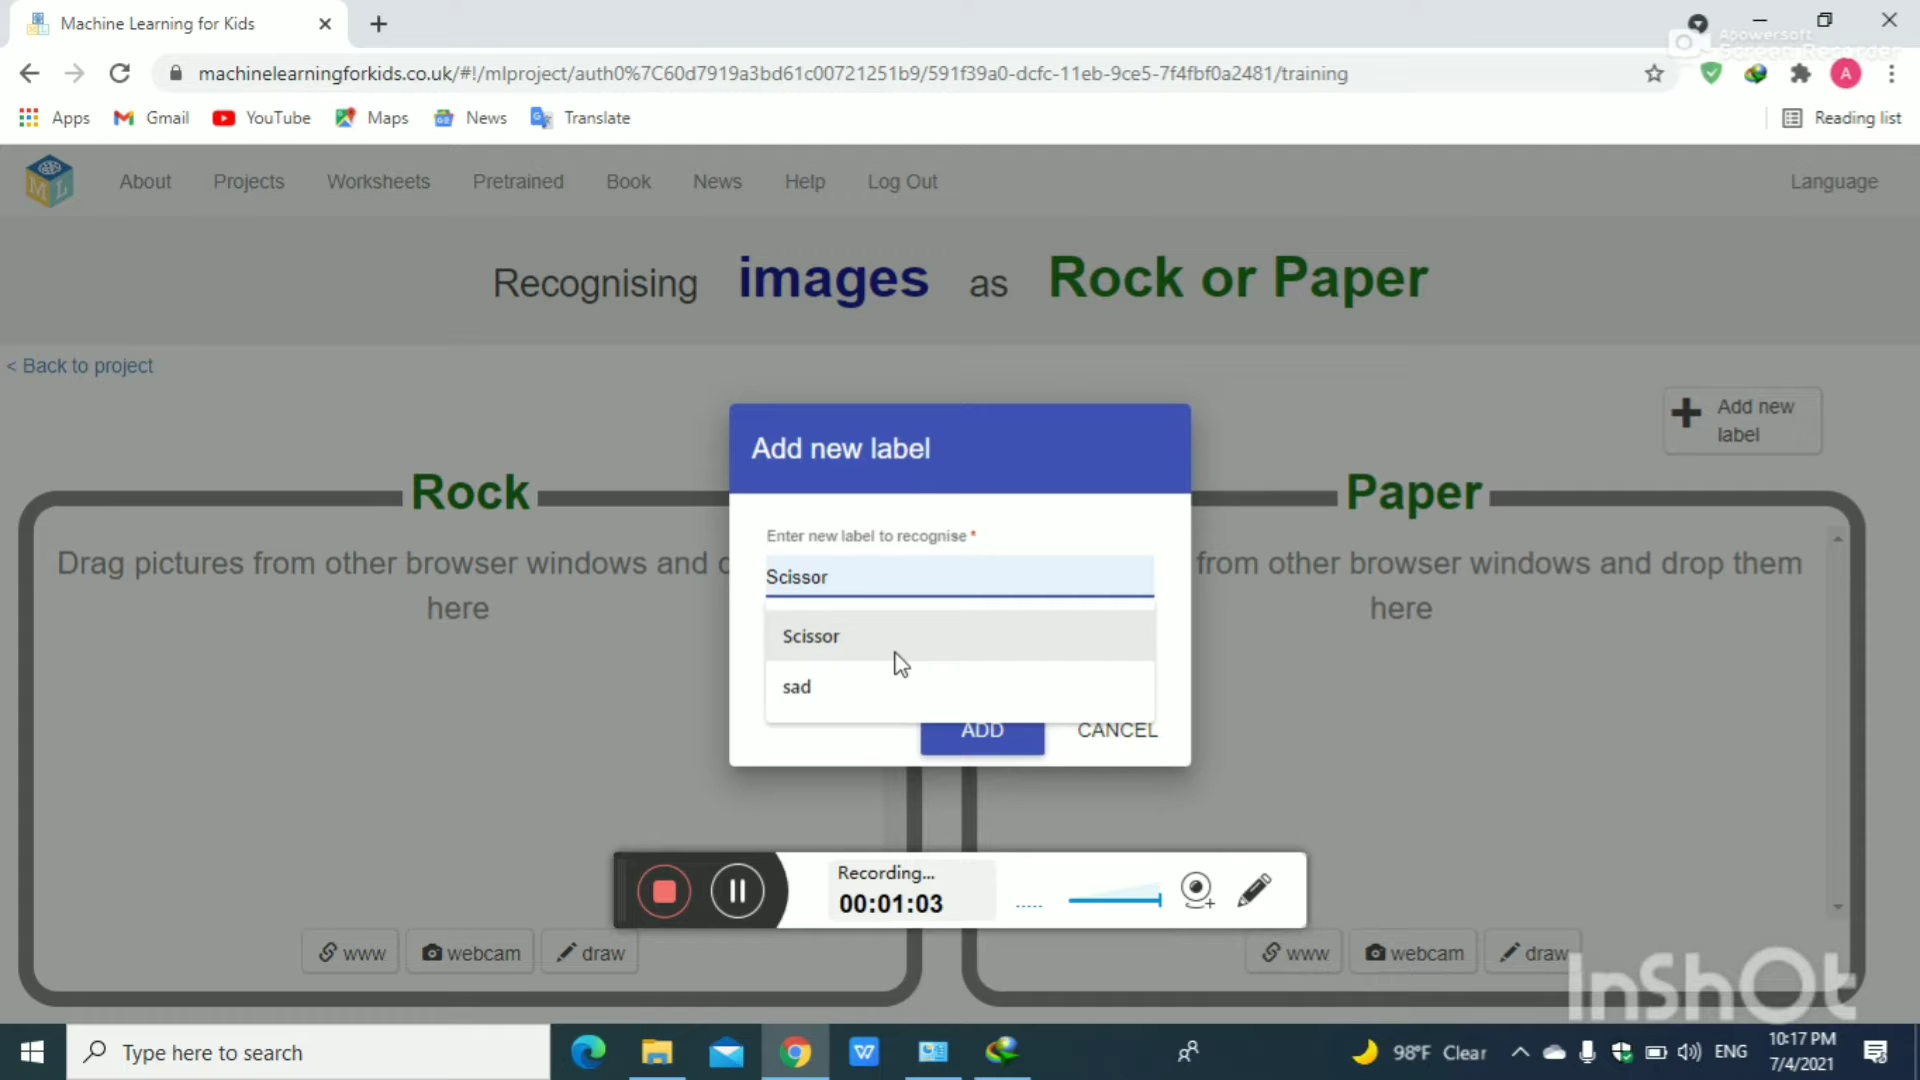 Machine Learning for Kids
Apowersoft
Screen Recorder
machinelearningforkids.co.uk/#!/mlproject/auth0%7C60d7919a3bd61c00721251b9/591f39a0-dcfc-11eb-9ce5-7f4fbf0a2481/training
A
Apps Gmail YouTube Maps News Translate Reading list
ML About Projects Worksheets Pretrained Book News Help Log Out Language
Recognising images as Rock or Paper
< Back to project
Add new
label
Add new label
Rock
Paper
Enter new label to recognise *
Drag pictures from other browser windows and
here
from other browser windows and drop them
here
Scissor
Scissor
sad
ADD CANCEL
Recording...
00:01:03
www webcam draw
www webcam draw
InShOt
Type here to search
98°F Clear
ENG
10:17 PM
7/4/2021